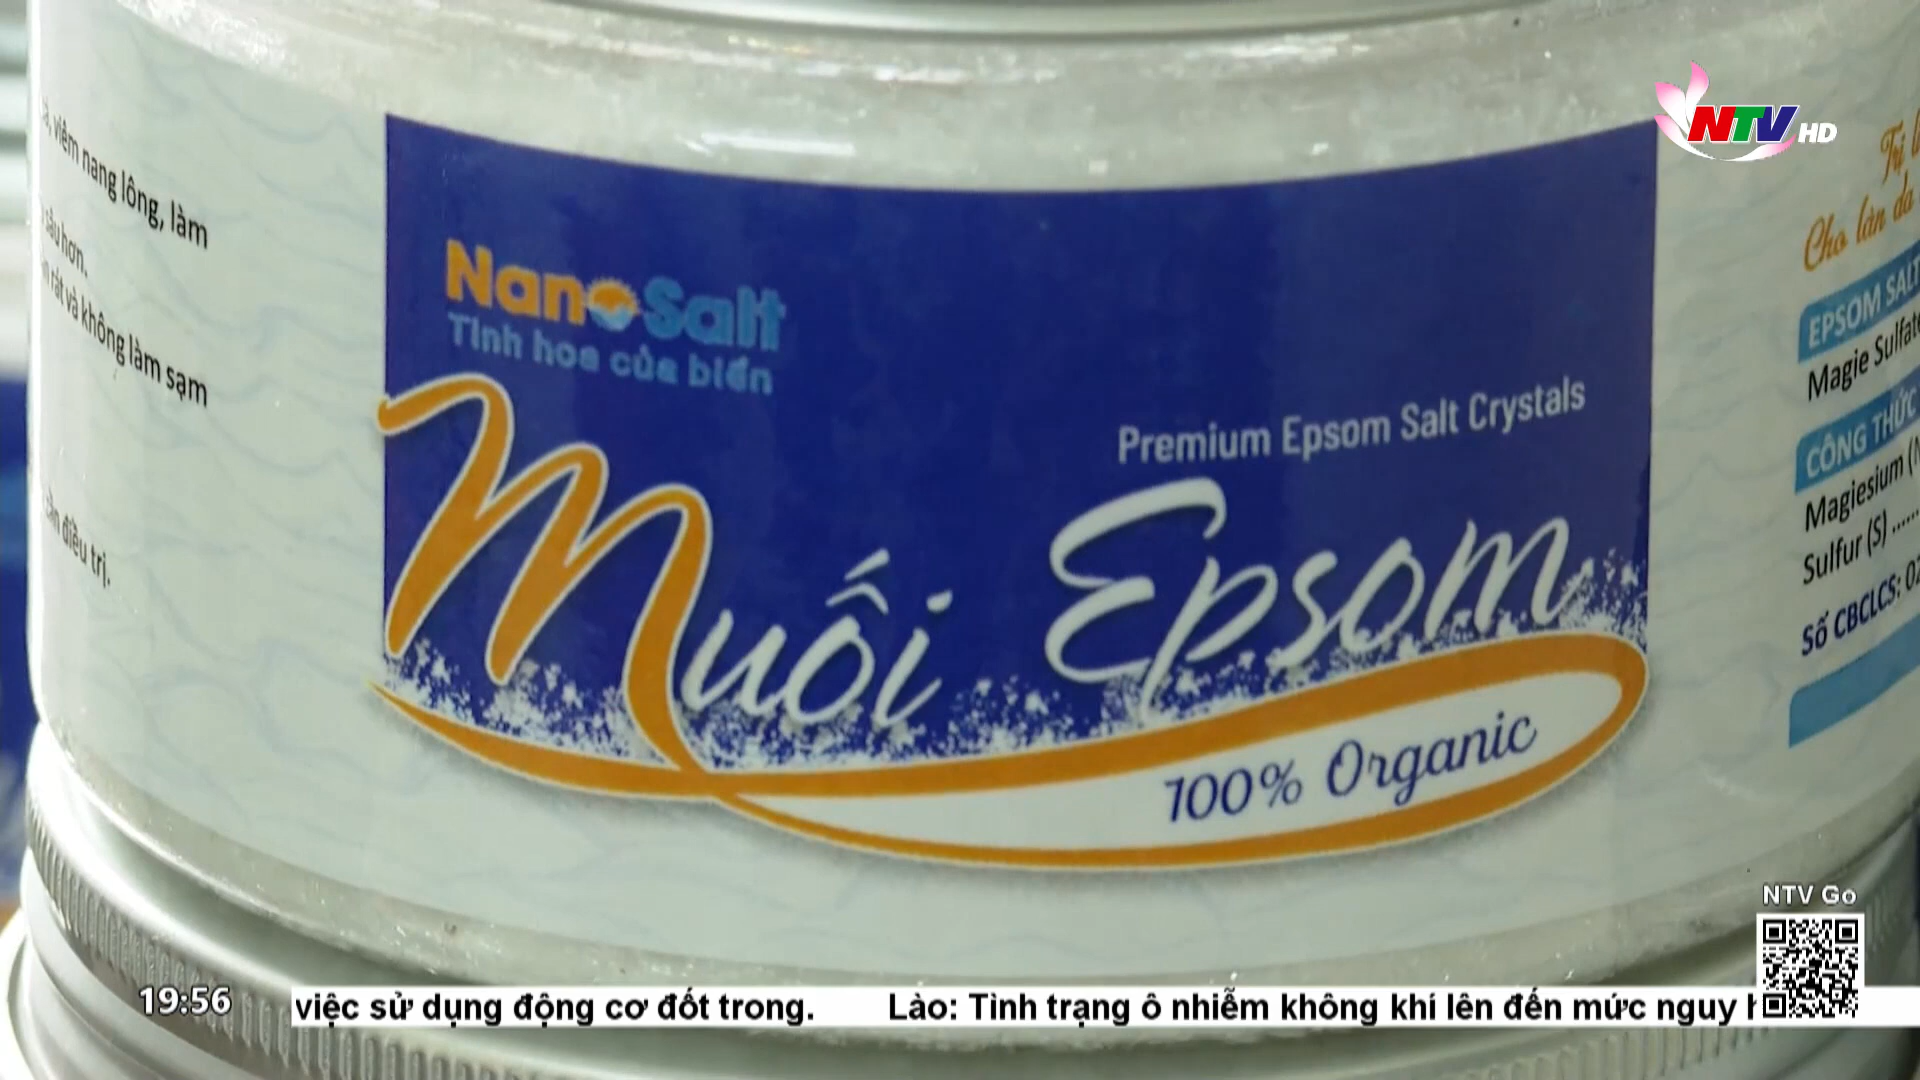 NTV HD
viêm nang lông, làm
sâu hơn.
rát và không làm sạm
cần điều trị.
NanoSalt
Tinh hoa của biển
Premium Epsom Salt Crystals
Muối Epsom
100% Organic
Cho làn da
EPSOM SALT
Magie Sulfate
CÔNG THỨC
Magiesium
Sulfur (S) ......
Số CBCLCS: 02
NTV Go
19:56
việc sử dụng động cơ đốt trong. Lào: Tình trạng ô nhiễm không khí lên đến mức nguy